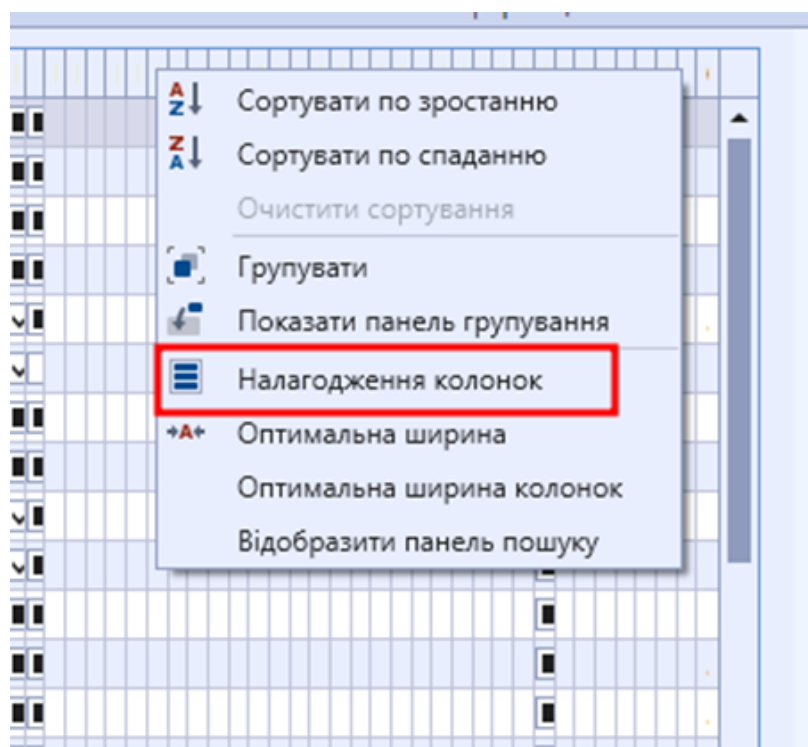 Сортувати по зростанню
Сортувати по спаданню
Очистити сортування
Групувати
Показати панель групування
Налагодження колонок
Оптимальна ширина
Оптимальна ширина колонок
Відобразити панель пошуку